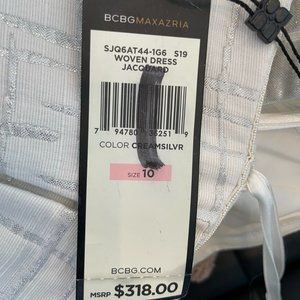 BCBGMAXAZRIA
SJQ6AT44-1G6 S19
WOVEN DRESS
JACQUARD
7 94780 35251 9
COLOR CREAMSILVR
SIZE 10
BCBG.COM
MSRP $318.00